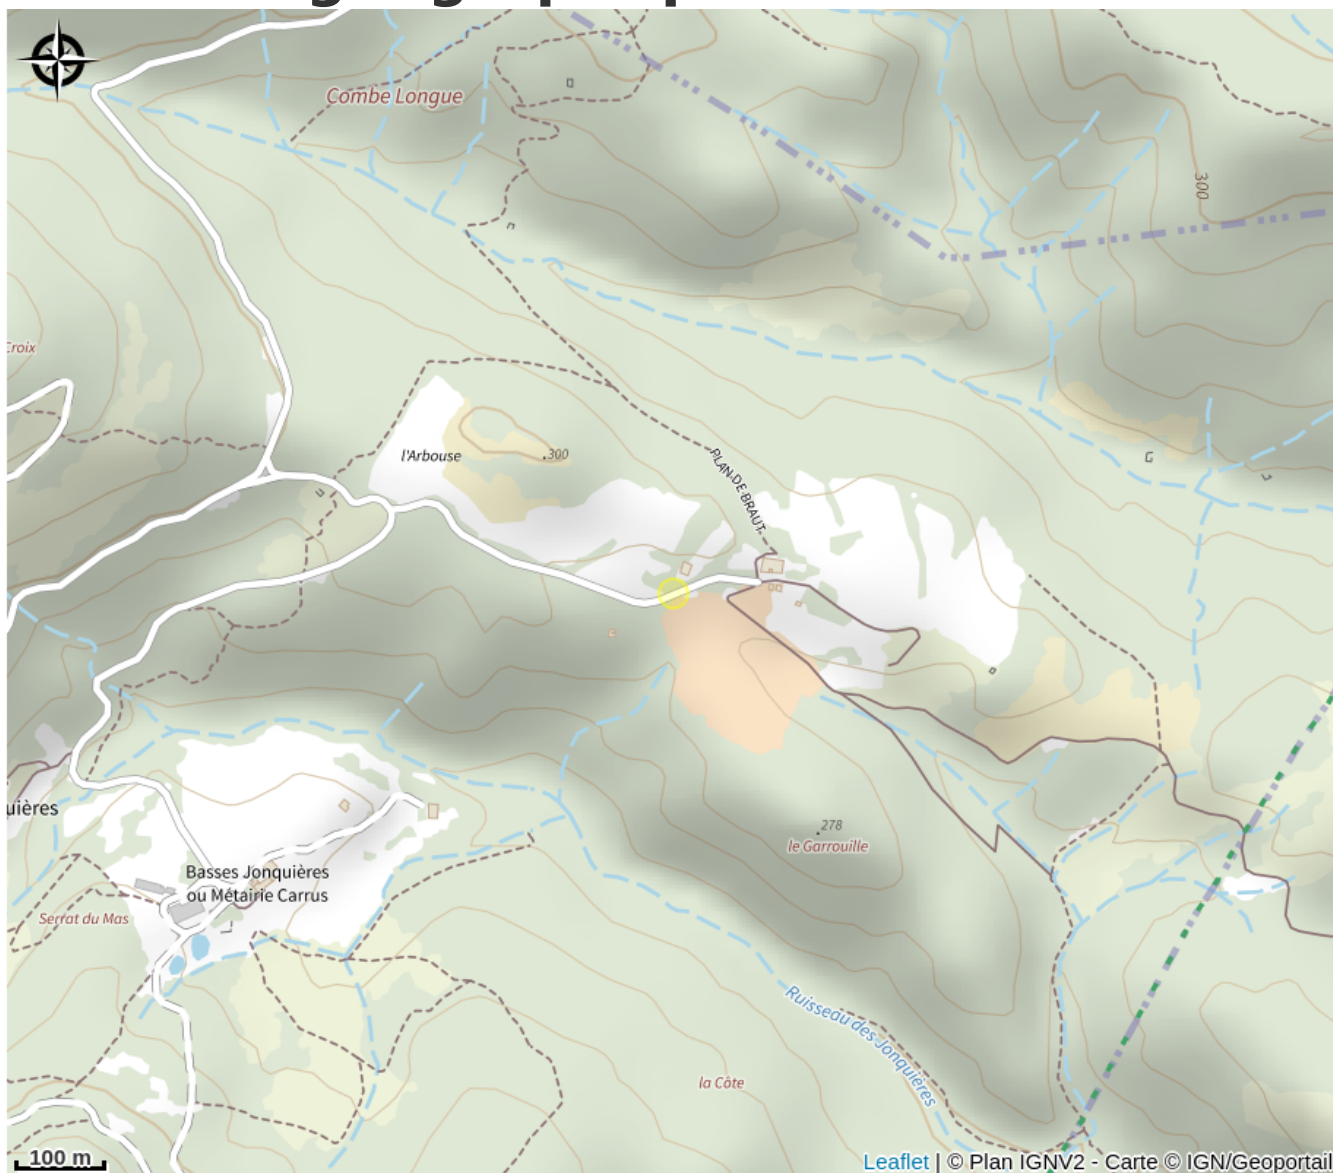 Combe Longue
300
Croix
l'Arbouse
.300
PLAN-DE-BRAUT
uières
278
le Garrouille
Basses Jonquières
ou Métairie Carrus
Serrat du Mas
Ruisseau des Jonquières
la Côte
100 m
Leaflet | © Plan IGNV2 - Carte © IGN/Geoportail